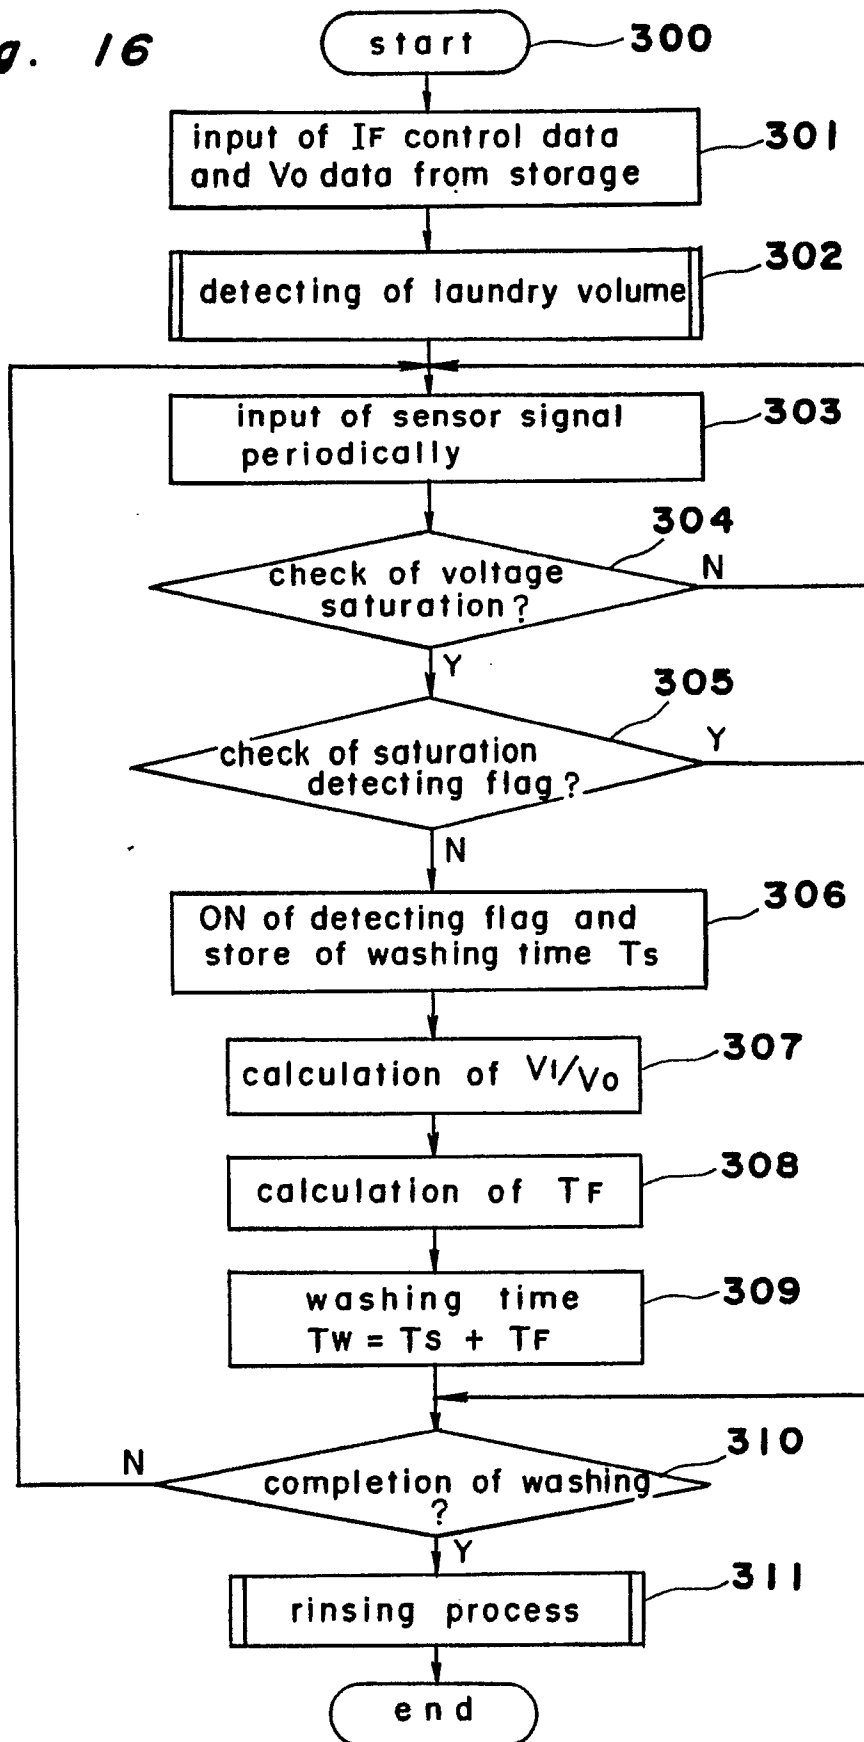 g. 16
start
300
input of IF control data
and Vo data from storage
301
detecting of laundry volume
302
input of sensor signal
periodically
303
check of voltage
saturation?
304
N
Y
check of saturation
detecting flag?
305
Y
N
ON of detecting flag and
store of washing time Ts
306
calculation of V1/Vo
307
calculation of TF
308
washing time
TW = TS + TF
309
completion of washing
?
310
N
Y
rinsing process
311
end